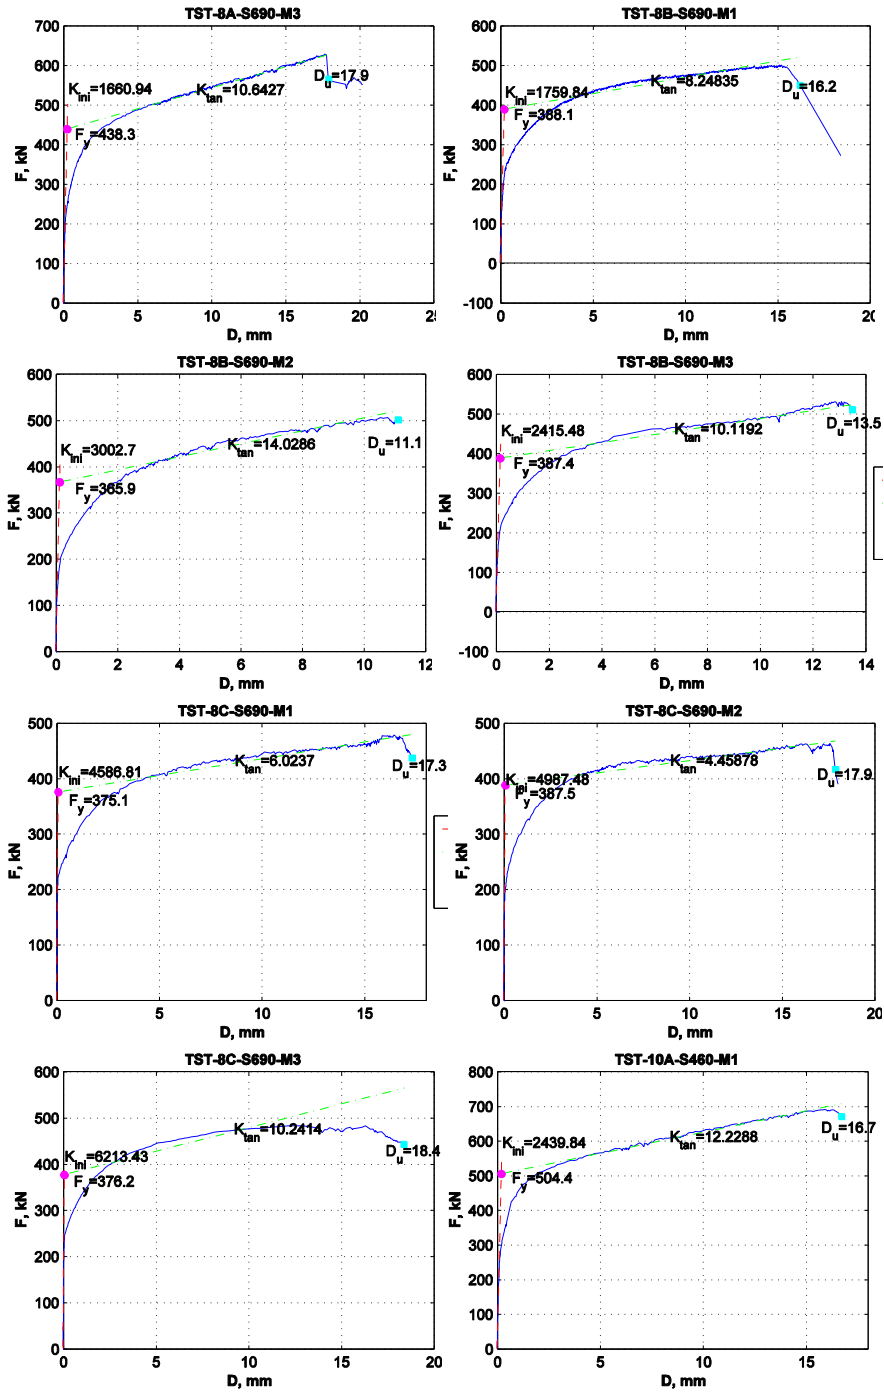 TST-8A-S690-M3
700
600
500
400
300
200
100
0
F, kN
K_ini=1660.94
F_y=438.3
K_tan=10.6427
D_u=17.9
0 5 10 15 20 25
D, mm
TST-8B-S690-M1
600
500
400
300
200
100
0
-100
F, kN
K_ini=1759.84
F_y=388.1
K_tan=8.24835
D_u=16.2
0 5 10 15 20
D, mm
TST-8B-S690-M2
600
500
400
300
200
100
0
F, kN
K_ini=3002.7
F_y=365.9
K_tan=14.0286
D_u=11.1
0 2 4 6 8 10 12
D, mm
TST-8B-S690-M3
600
500
400
300
200
100
0
-100
F, kN
K_ini=2415.48
F_y=387.4
K_tan=10.1192
D_u=13.5
0 2 4 6 8 10 12 14
D, mm
TST-8C-S690-M1
500
400
300
200
100
0
F, kN
K_ini=4586.81
F_y=375.1
K_tan=6.0237
D_u=17.3
0 5 10 15
D, mm
TST-8C-S690-M2
500
400
300
200
100
0
F, kN
K_ini=4987.48
F_y=387.5
K_tan=4.45878
D_u=17.9
0 5 10 15 20
D, mm
TST-8C-S690-M3
600
500
400
300
200
100
0
F, kN
K_ini=6213.43
F_y=376.2
K_tan=10.2414
D_u=18.4
0 5 10 15 20
D, mm
TST-10A-S460-M1
800
700
600
500
400
300
200
100
0
F, kN
K_ini=2439.84
F_y=504.4
K_tan=12.2288
D_u=16.7
0 5 10 15
D, mm